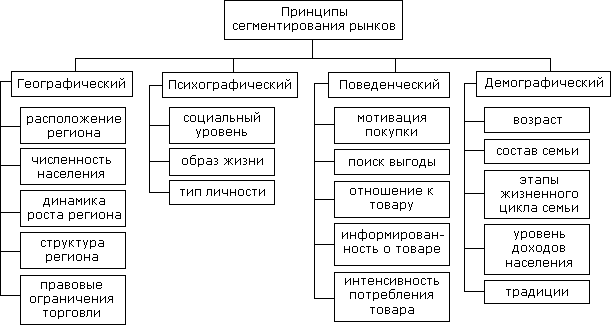 Принципы
сегментирования рынков
Географический
расположение
региона
численность
населения
динамика
роста региона
структура
региона
правовые
ограничения
торговли
Психографический
социальный
уровень
образ жизни
тип личности
Поведенческий
мотивация
покупки
поиск выгоды
отношение к
товару
информирован-
ность о товаре
интенсивность
потребления
товара
Демографический
возраст
состав семьи
этапы
жизненного
цикла семьи
уровень
доходов
населения
традиции